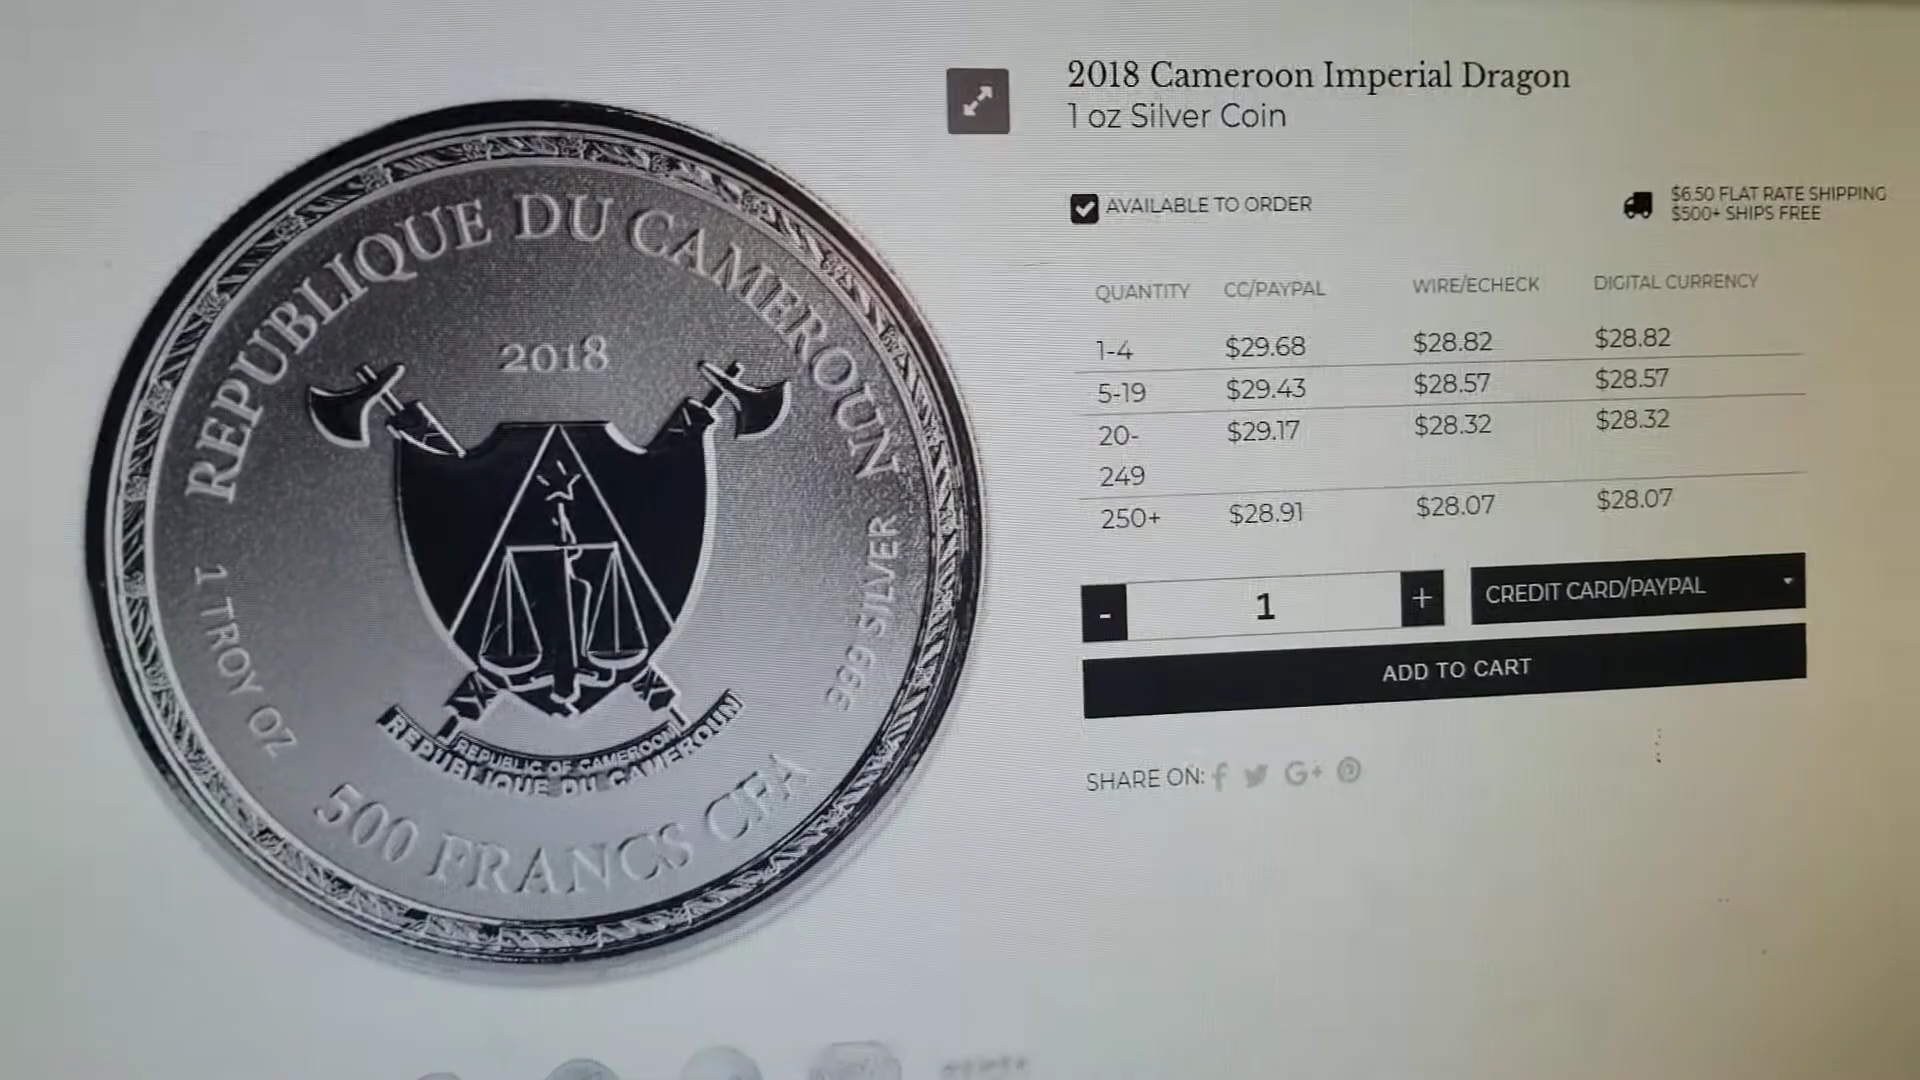 REPUBLIQUE DU CAMEROUN
2018
1 TROY OZ
999 SILVER
REPUBLIC OF CAMEROON
REPUBLIQUE DU CAMEROUN
500 FRANCS CFA
2018 Cameroon Imperial Dragon
1 oz Silver Coin
AVAILABLE TO ORDER
$6.50 FLAT RATE SHIPPING
$500+ SHIPS FREE
QUANTITY CC/PAYPAL WIRE/ECHECK DIGITAL CURRENCY
1-4 $29.68 $28.82 $28.82
5-19 $29.43 $28.57 $28.57
20- $29.17 $28.32 $28.32
249
250+ $28.91 $28.07 $28.07
- 1 + CREDIT CARD/PAYPAL
ADD TO CART
SHARE ON: f G+